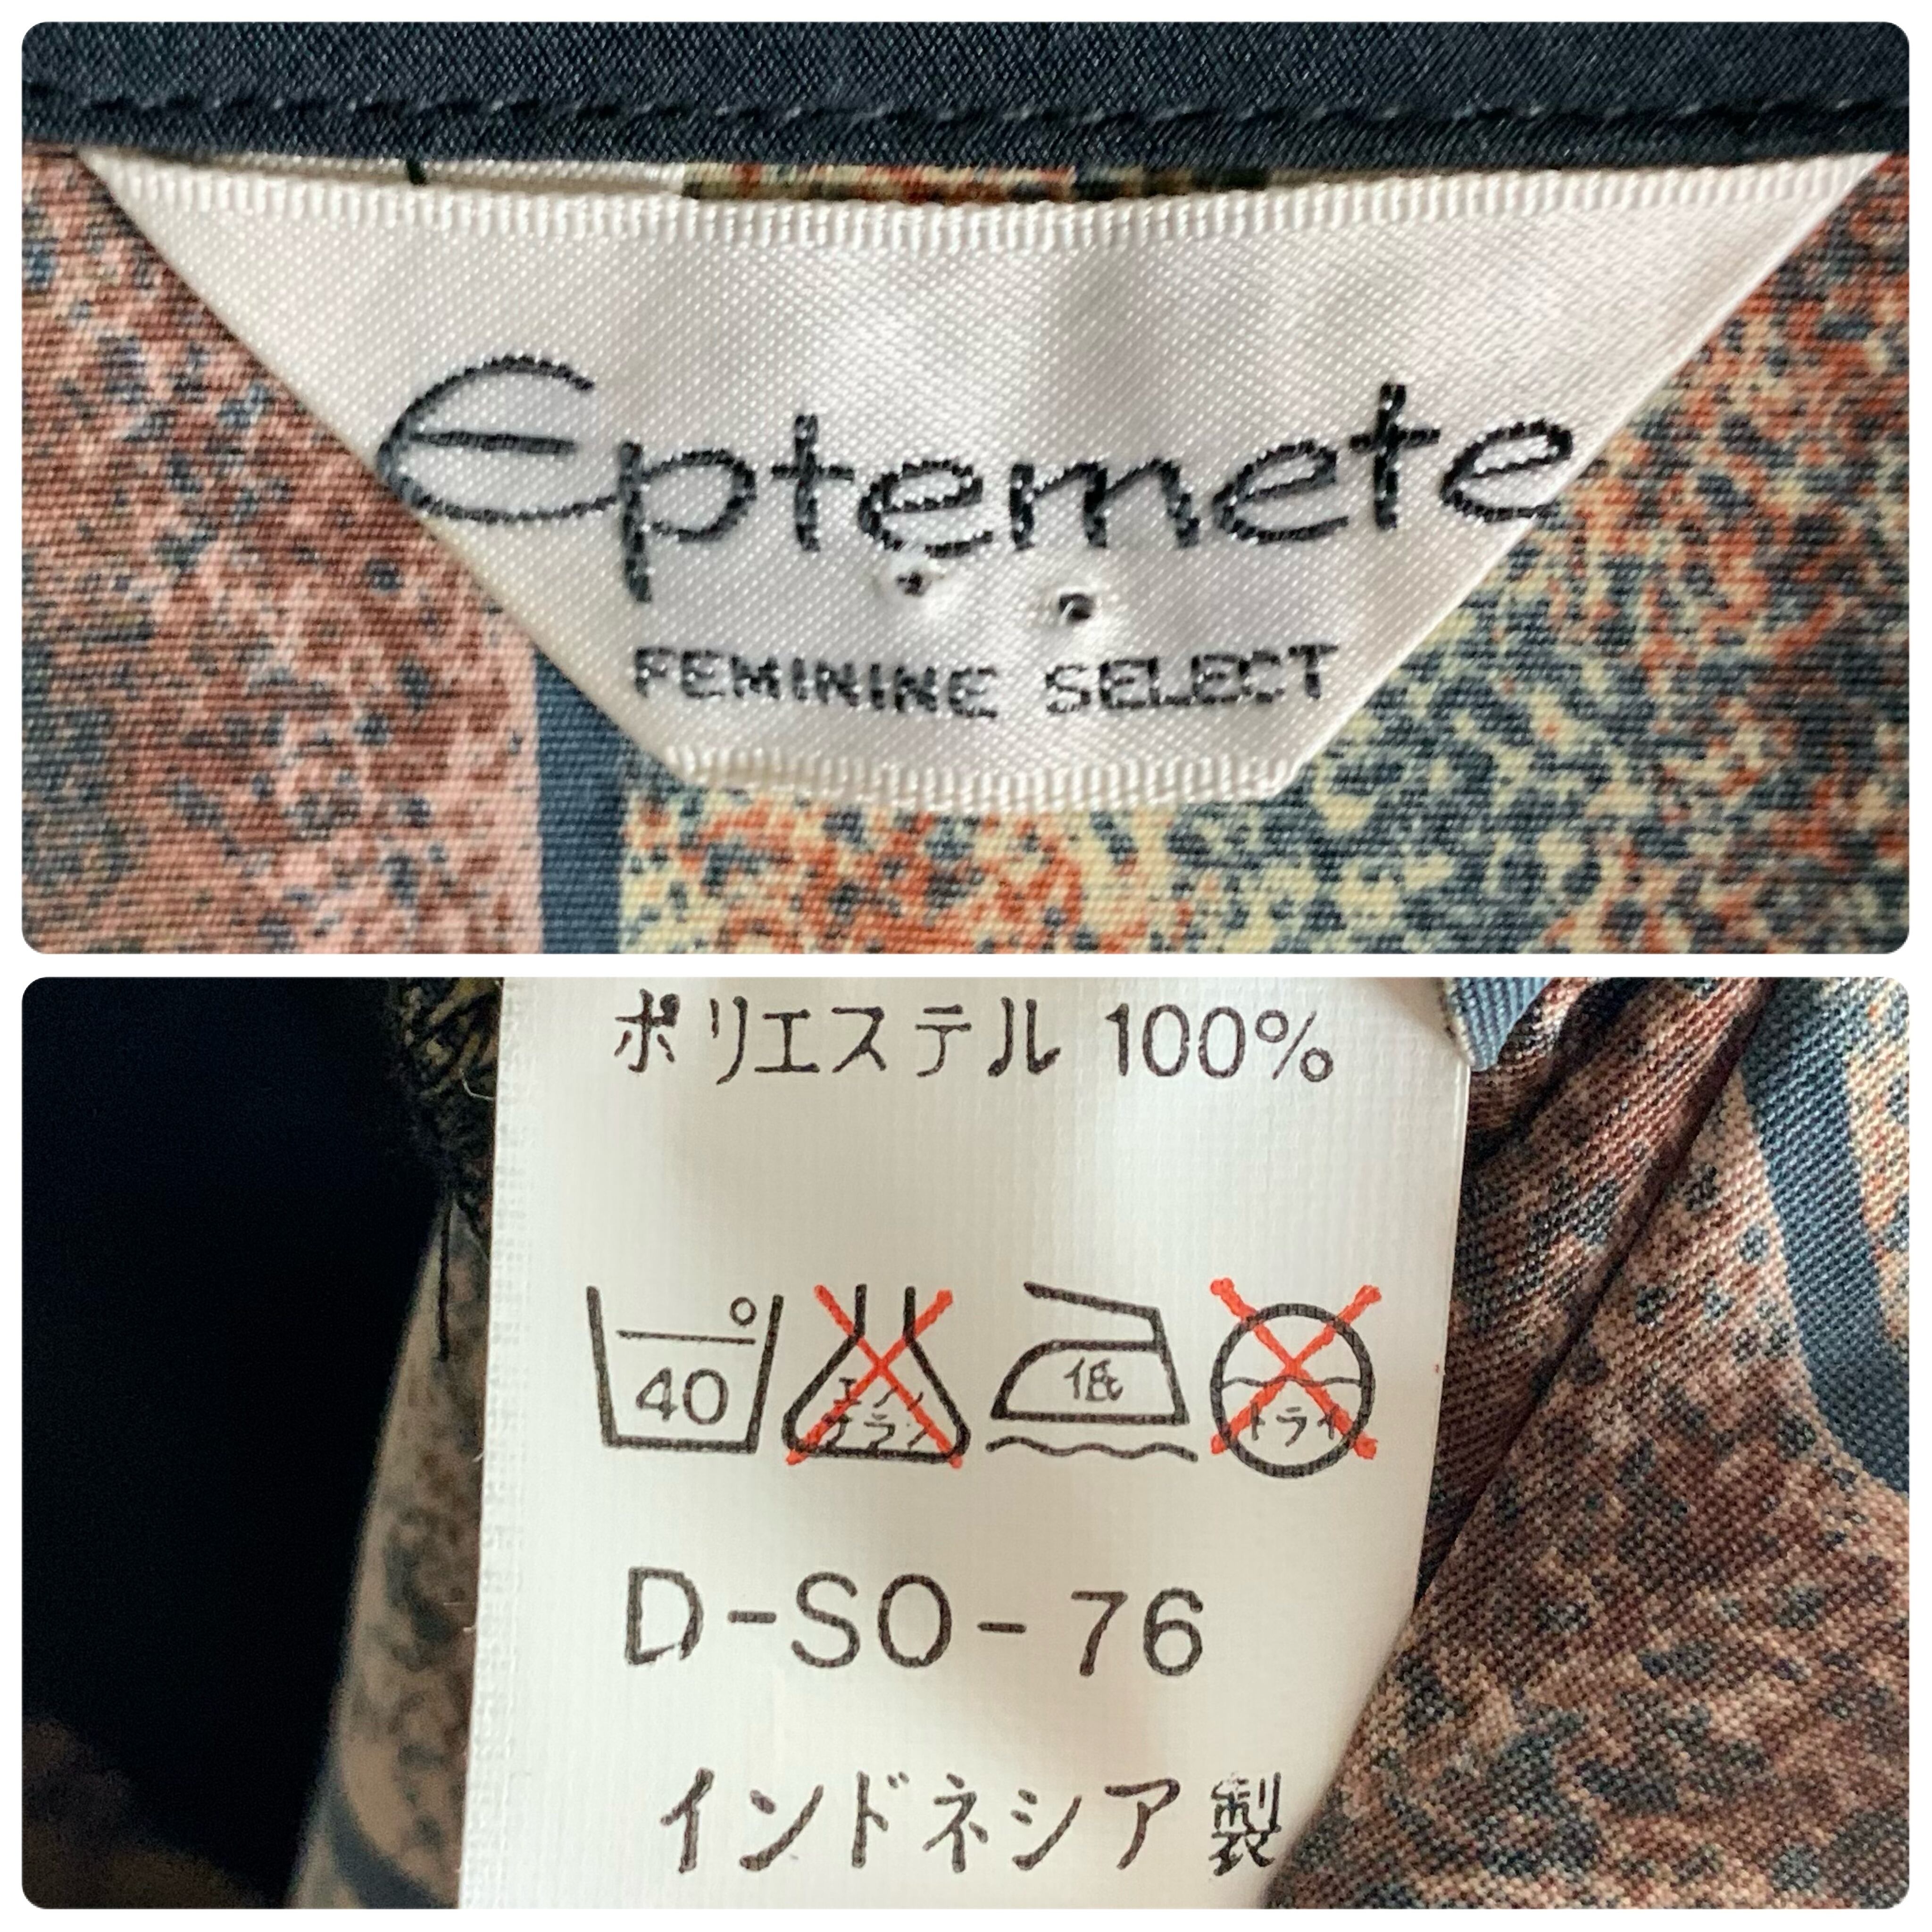 Eptemete
FEMININE SELECT
ポリエステル 100%
40
エンソ
サラシ
低
ドライ
D-SO-76
インドネシア製